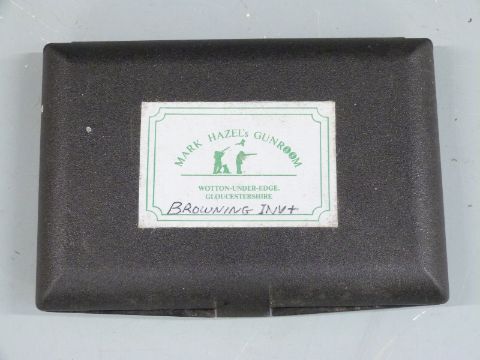 MARK HAZEL's GUNROOM
WOTTON-UNDER-EDGE.
GLOUCESTERSHIRE
BROWNING INV+